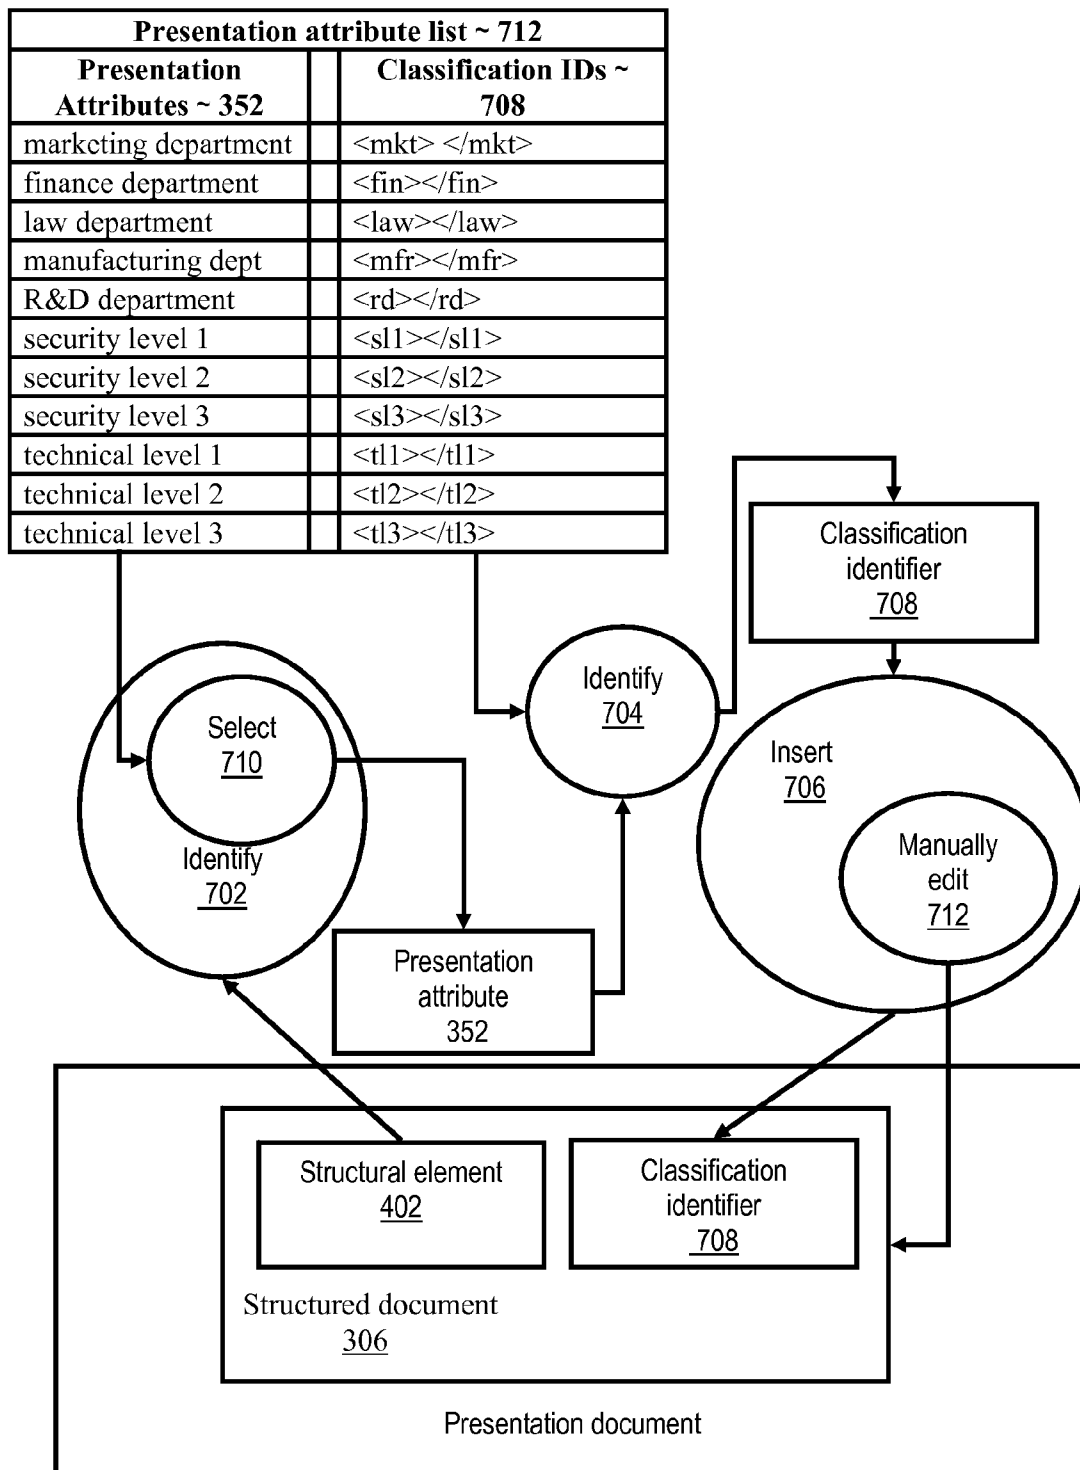 Presentation attribute list ~ 712
Presentation
Attributes ~ 352
Classification IDs ~
708
marketing department <mkt> </mkt>
finance department <fin></fin>
law department <law></law>
manufacturing dept <mfr></mfr>
R&D department <rd></rd>
security level 1 <sl1></sl1>
security level 2 <sl2></sl2>
security level 3 <sl3></sl3>
technical level 1 <tl1></tl1>
technical level 2 <tl2></tl2>
technical level 3 <tl3></tl3>
Classification
identifier
708
Identify
704
Select
710
Identify
702
Insert
706
Manually
edit
712
Presentation
attribute
352
Structural element
402
Classification
identifier
708
Structured document
306
Presentation document